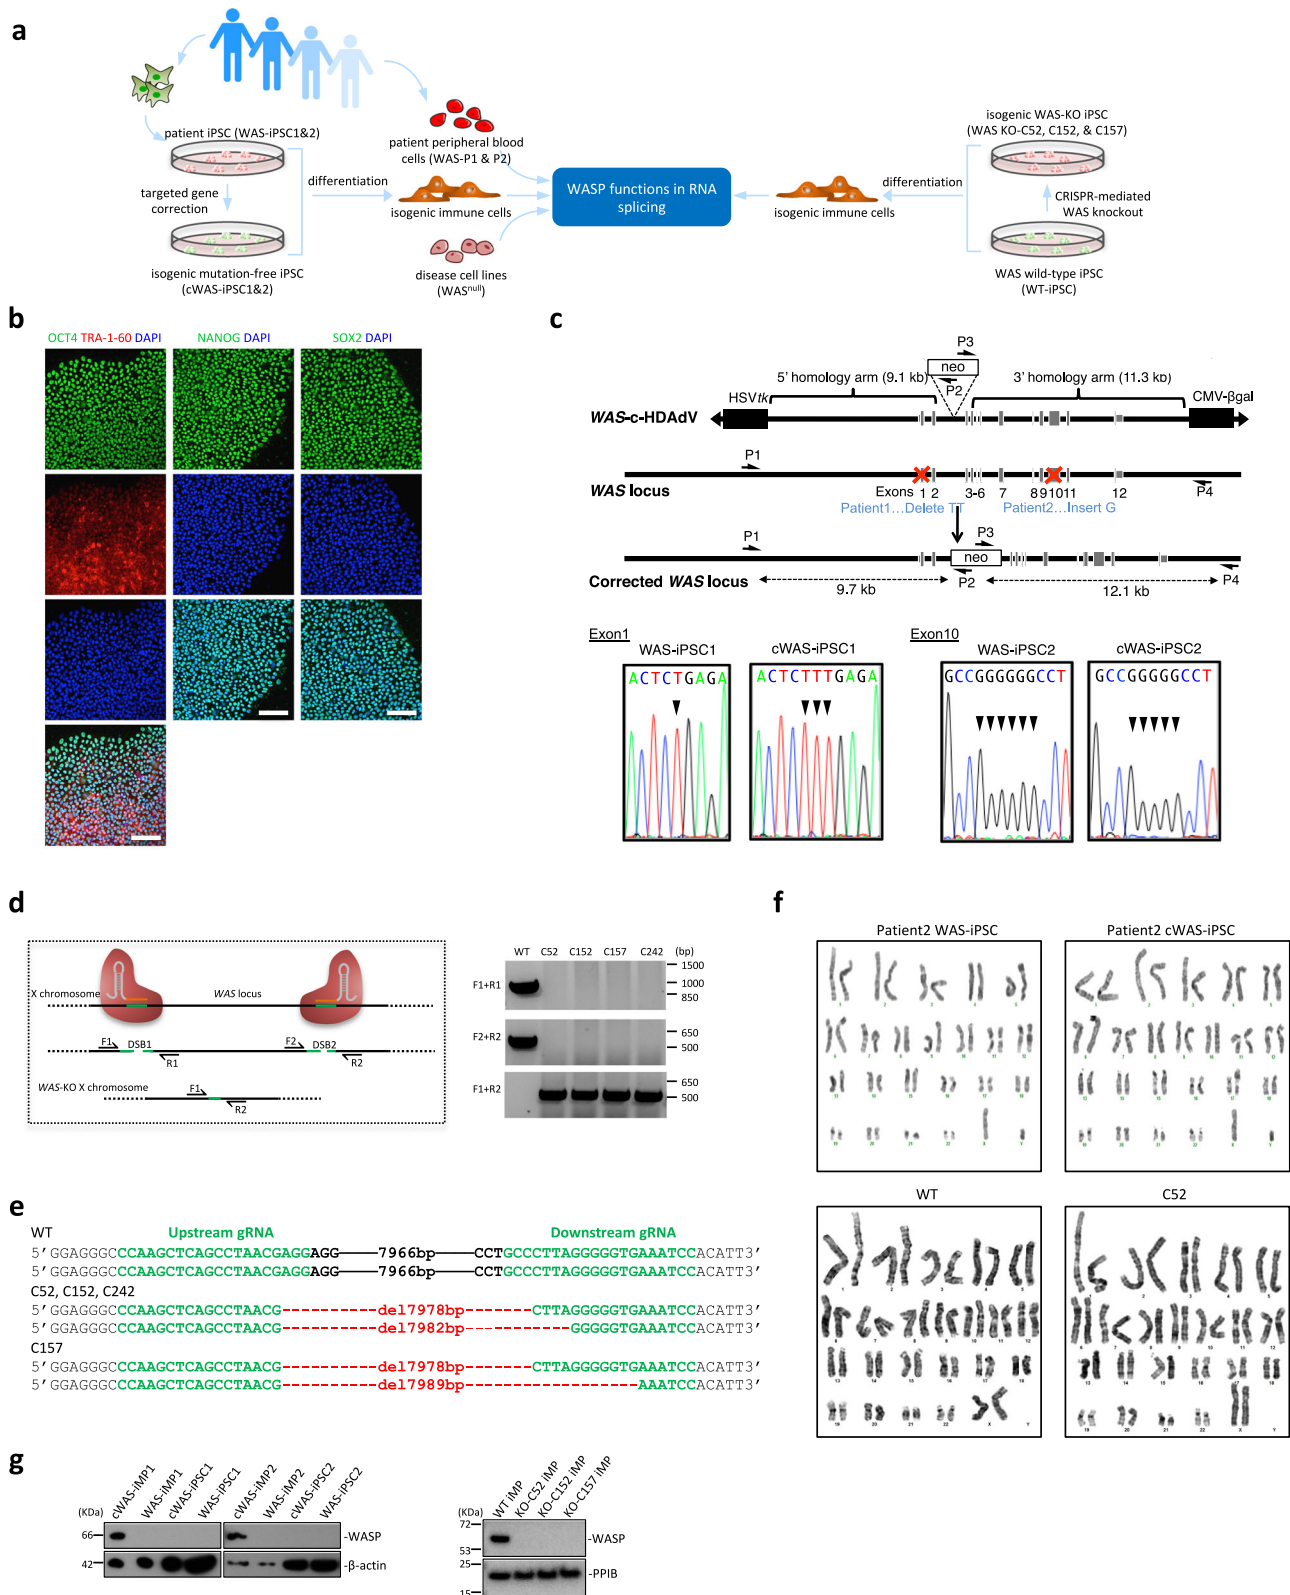 a
patient iPSC (WAS-iPSC1&2)
targeted gene
correction
isogenic mutation-free iPSC
(cWAS-iPSC1&2)
differentiation
patient peripheral blood
cells (WAS-P1 & P2)
isogenic immune cells
disease cell lines
(WASnull)
WASP functions in RNA
splicing
isogenic immune cells
differentiation
isogenic WAS-KO iPSC
(WAS KO-C52, C152, & C157)
CRISPR-mediated
WAS knockout
WAS wild-type iPSC
(WT-iPSC)
b
OCT4 TRA-1-60 DAPI
NANOG DAPI
SOX2 DAPI
c
P3
neo
P2
5' homology arm (9.1 kb)
3' homology arm (11.3 kb)
HSVtk
CMV-βgal
WAS-c-HDAdV
P1
WAS locus
Exons 1 2 3-6 7 8 9 10 11 12
P4
Patient1...Delete TT
Patient2...Insert G
P1
P3
neo
P2
P4
Corrected WAS locus
9.7 kb
12.1 kb
Exon1
WAS-iPSC1
cWAS-iPSC1
Exon10
WAS-iPSC2
cWAS-iPSC2
ACTCTGAGA
ACTCTTTGAGA
GCCGGGGGGCCT
GCCGGGGGCCT
d
X chromosome
WAS locus
F1
DSB1
R1
F2
DSB2
R2
WAS-KO X chromosome
F1
R2
WT C52 C152 C157 C242 (bp)
F1+R1
1500
1000
850
F2+R2
650
500
F1+R2
650
500
e
WT
Upstream gRNA
Downstream gRNA
5'GGAGGGCCCAAGCTCAGCCTAACGAGGAGG——7966bp——CCTGCCCTTAGGGGGTGAAATCCACATT3'
5'GGAGGGCCCAAGCTCAGCCTAACGAGGAGG——7966bp——CCTGCCCTTAGGGGGTGAAATCCACATT3'
C52, C152, C242
5'GGAGGGCCCAAGCTCAGCCTAACG----------del7978bp-------CTTAGGGGGTGAAATCCACATT3'
5'GGAGGGCCCAAGCTCAGCCTAACG----------del7982bp-----------GGGGGTGAAATCCACATT3'
C157
5'GGAGGGCCCAAGCTCAGCCTAACG----------del7978bp-------CTTAGGGGGTGAAATCCACATT3'
5'GGAGGGCCCAAGCTCAGCCTAACG----------del7989bp------------------AAATCCACATT3'
f
Patient2 WAS-iPSC
Patient2 cWAS-iPSC
WT
C52
g
(KDa)
cWAS-iMP1
WAS-iMP1
cWAS-iPSC1
WAS-iPSC1
cWAS-iMP2
WAS-iMP2
cWAS-iPSC2
WAS-iPSC2
66
-WASP
42
-β-actin
(KDa)
WT iMP
KO-C52 iMP
KO-C152 iMP
KO-C157 iMP
72
-WASP
53
25
-PPIB
15